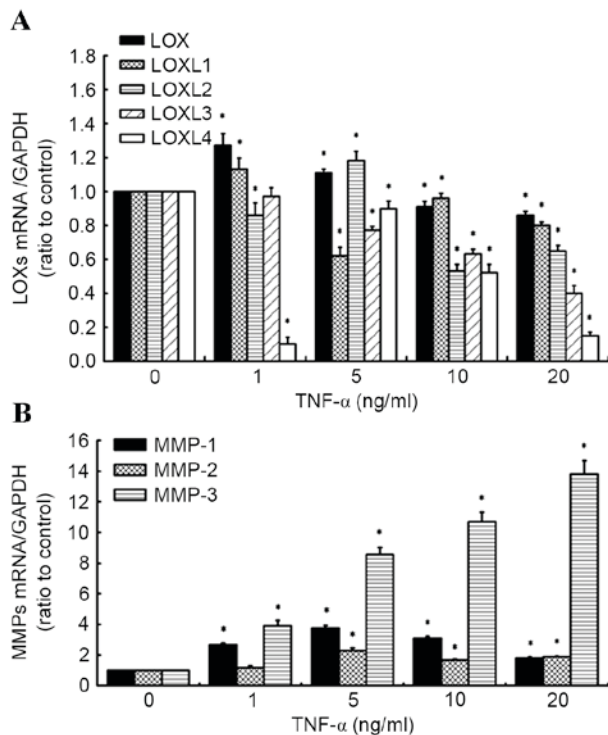 A
LOX
LOXL1
LOXL2
LOXL3
LOXL4
LOXs mRNA /GAPDH
(ratio to control)
1.8
1.6
1.4
1.2
1.0
0.8
0.6
0.4
0.2
0.0
* * * *
* * * *
* * * * *
* * * * *
0 1 5 10 20
TNF-α (ng/ml)
B
MMP-1
MMP-2
MMP-3
MMPs mRNA/GAPDH
(ratio to control)
16
14
12
10
8
6
4
2
0
* *
* * *
* * *
* * *
0 1 5 10 20
TNF-α (ng/ml)